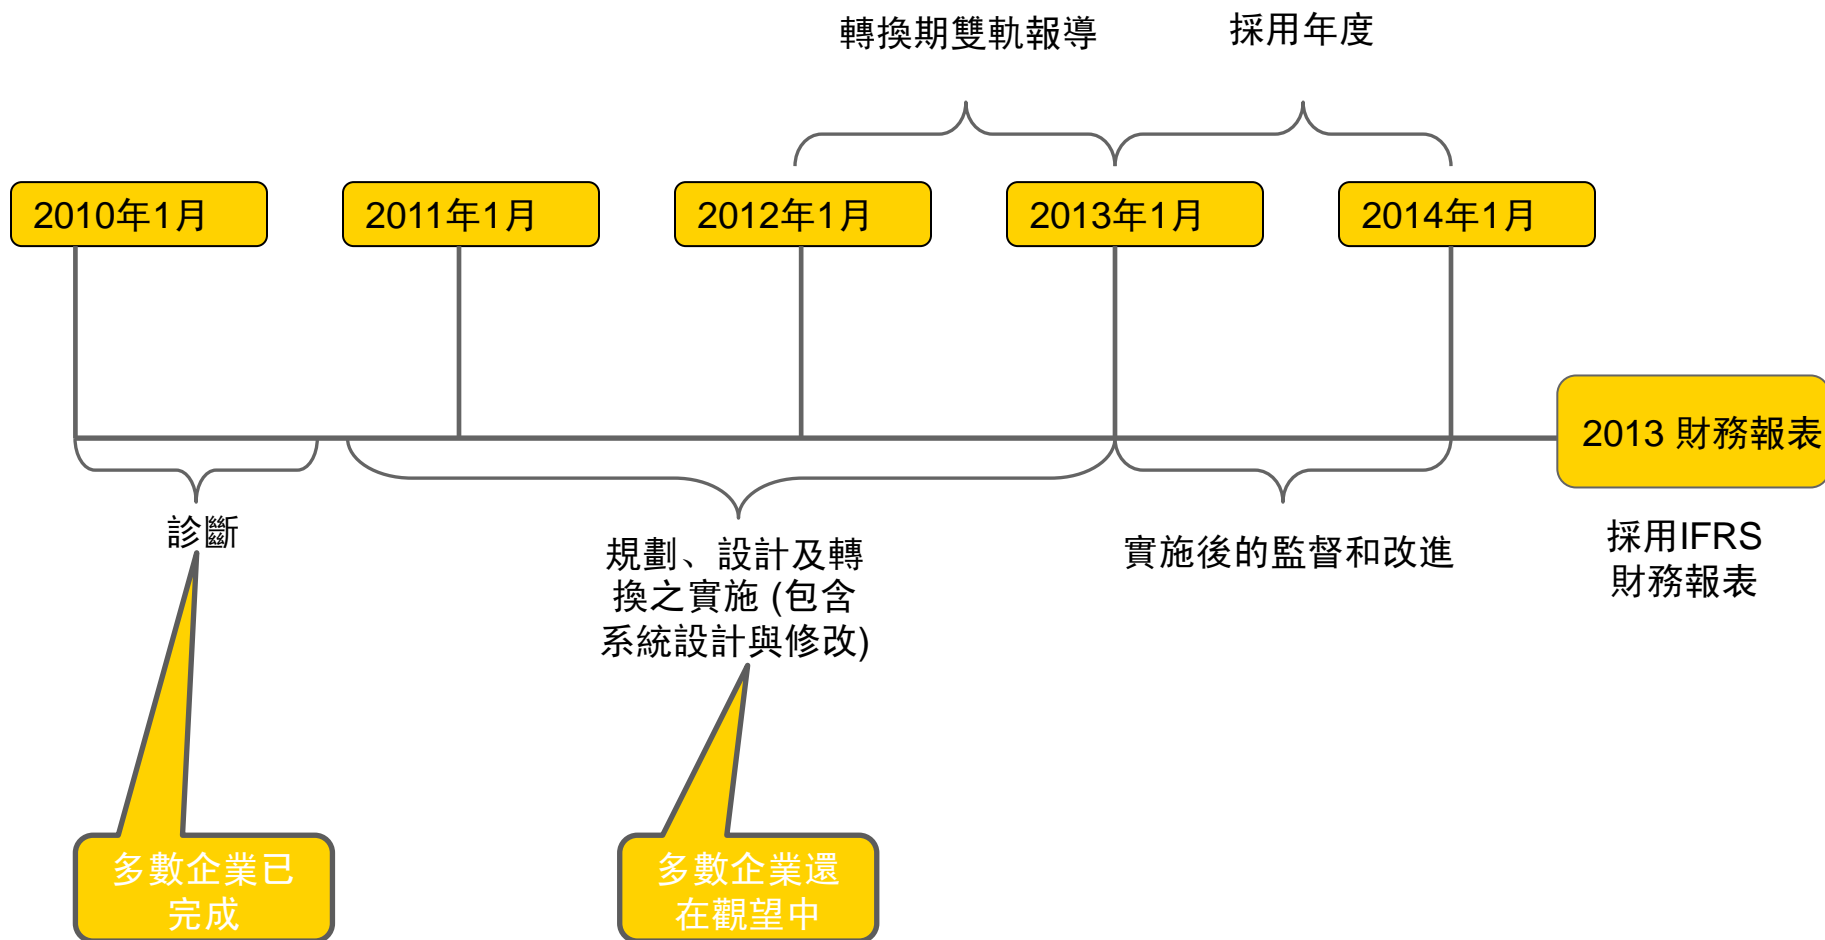 轉換期雙軌報導
採用年度
2010年1月
2011年1月
2012年1月
2013年1月
2014年1月
2013 財務報表
診斷
規劃、設計及轉
換之實施 (包含
系統設計與修改)
實施後的監督和改進
採用IFRS
財務報表
多數企業已
完成
多數企業還
在觀望中